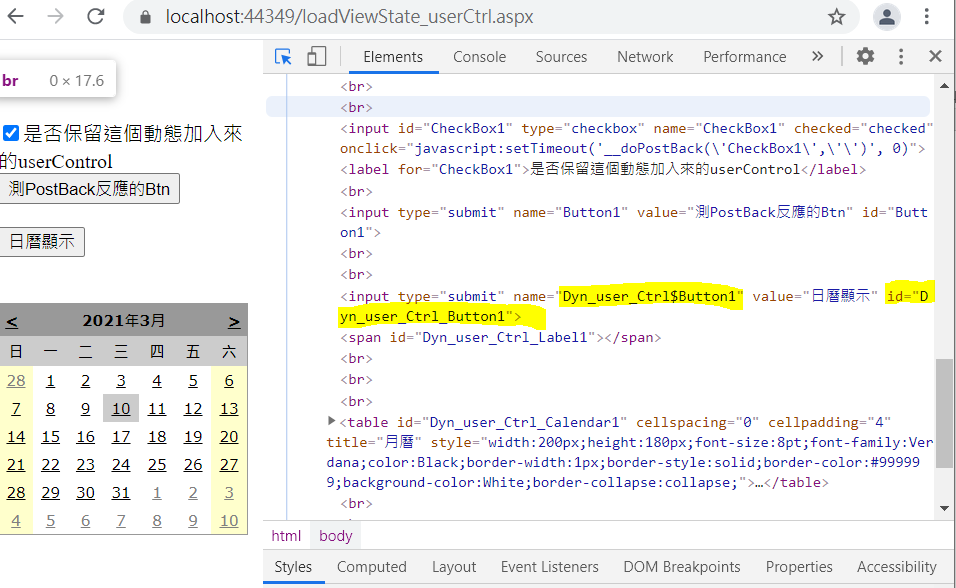 localhost:44349/loadViewState_userCtrl.aspx
Elements Console Sources Network Performance »
br 0 × 17.6
是否保留這個動態加入來
的userControl
測PostBack反應的Btn
日曆顯示
< 2021年3月 >
日 一 二 三 四 五 六
28 1 2 3 4 5 6
7 8 9 10 11 12 13
14 15 16 17 18 19 20
21 22 23 24 25 26 27
28 29 30 31 1 2 3
4 5 6 7 8 9 10
<br>
<br>
<input id="CheckBox1" type="checkbox" name="CheckBox1" checked="checked"
onclick="javascript:setTimeout('__doPostBack(\'CheckBox1\',\'\')', 0)">
<label for="CheckBox1">是否保留這個動態加入來的userControl</label>
<br>
<input type="submit" name="Button1" value="測PostBack反應的Btn" id="Butt
on1">
<br>
<br>
<input type="submit" name="Dyn_user_Ctrl$Button1" value="日曆顯示" id="D
yn_user_Ctrl_Button1">
<span id="Dyn_user_Ctrl_Label1"></span>
<br>
<br>
<br>
<table id="Dyn_user_Ctrl_Calendar1" cellspacing="0" cellpadding="4"
title="月曆" style="width:200px;height:180px;font-size:8pt;font-family:Ver
dana;color:Black;border-width:1px;border-style:solid;border-color:#99999
9;background-color:White;border-collapse:collapse;">…</table>
<br>
html body
Styles Computed Layout Event Listeners DOM Breakpoints Properties Accessibility